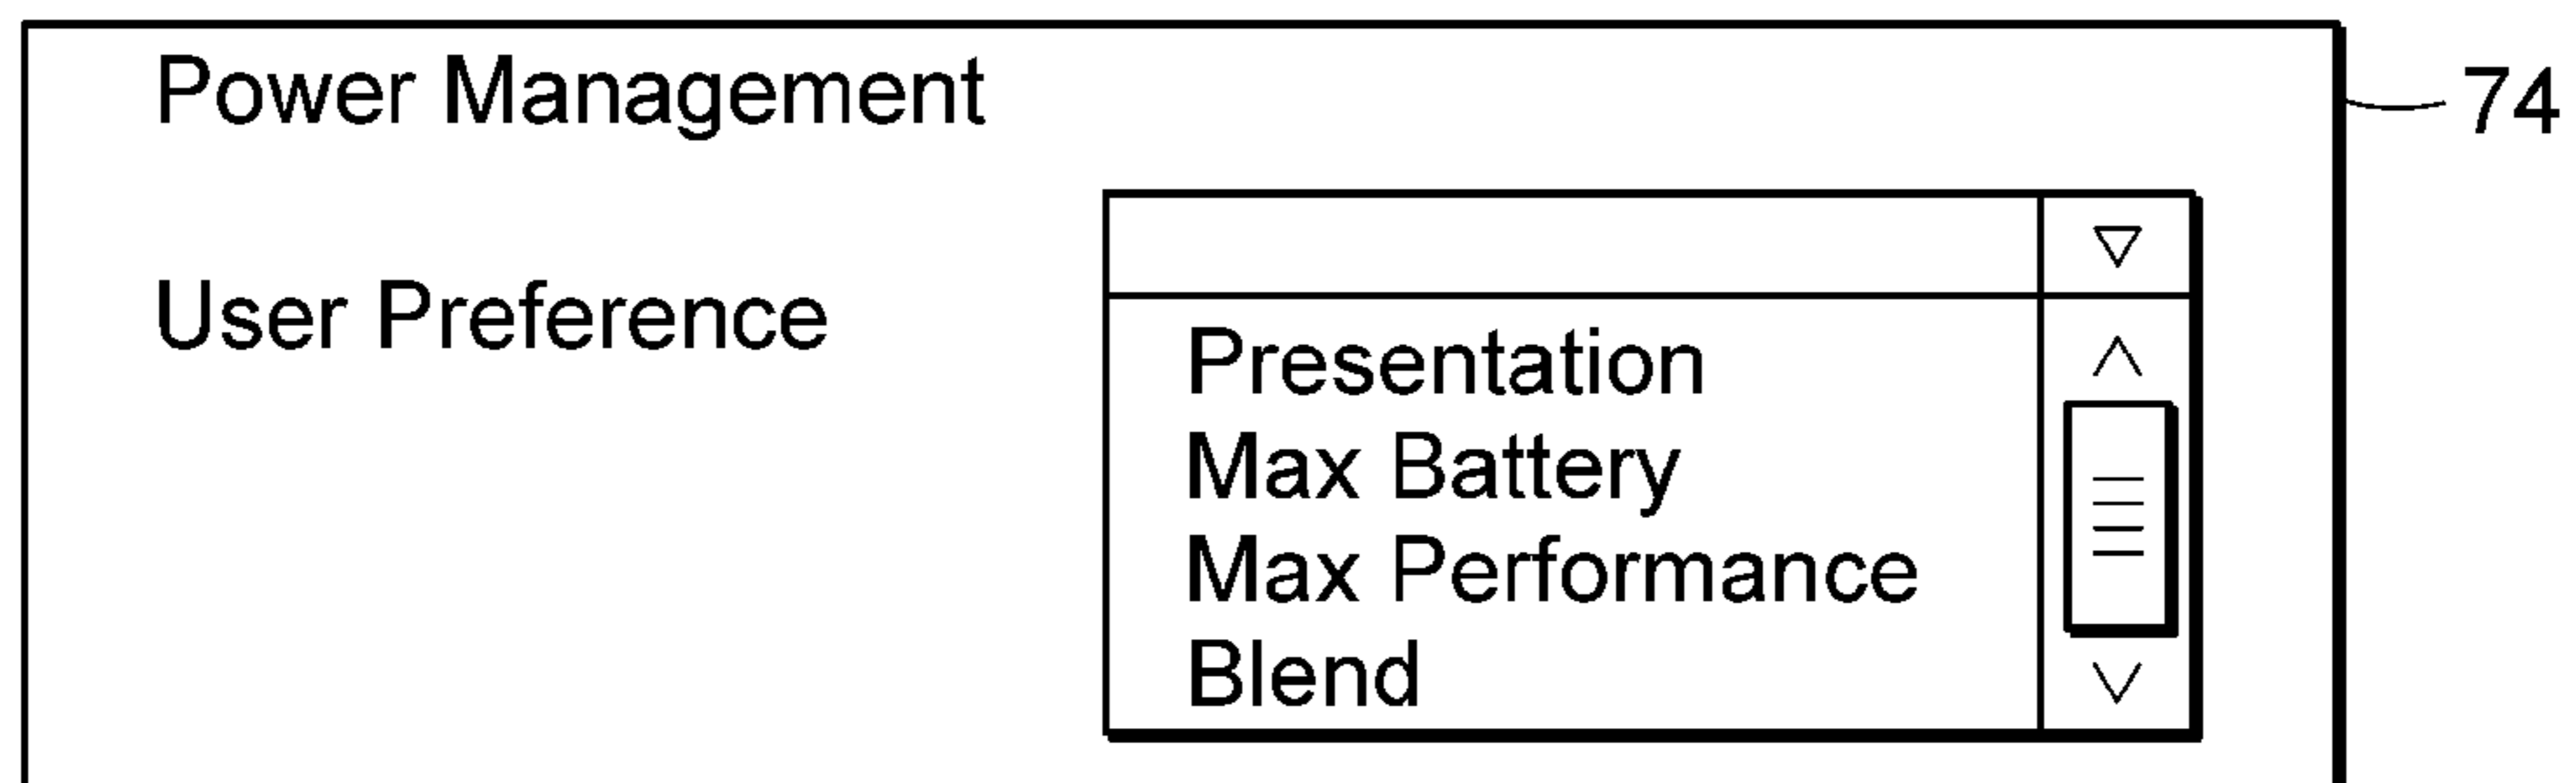 Power Management
74
User Preference
Presentation
Max Battery
Max Performance
Blend